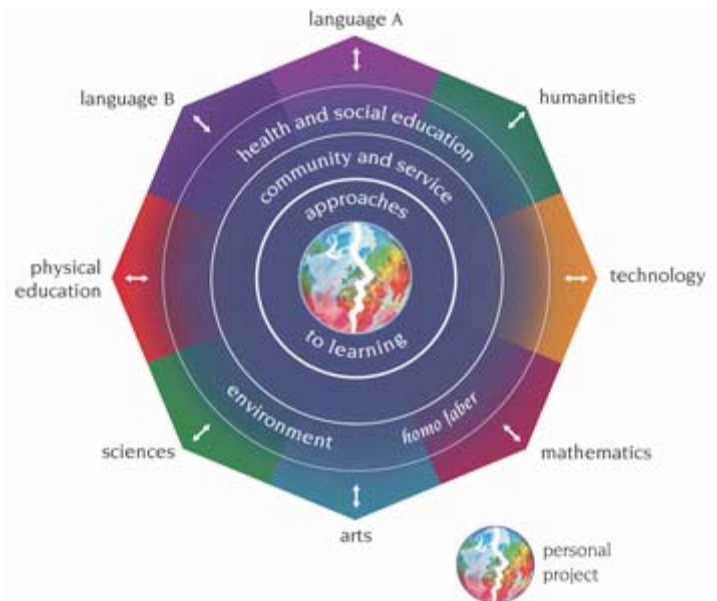 language A
language B
humanities
health and social education
community and service
approaches
to learning
physical
education
technology
environment
homo faber
sciences
mathematics
arts
personal
project